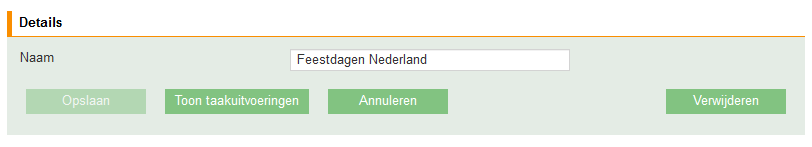 Details
Naam Feestdagen Nederland
Opslaan Toon taakuitvoeringen Annuleren Verwijderen